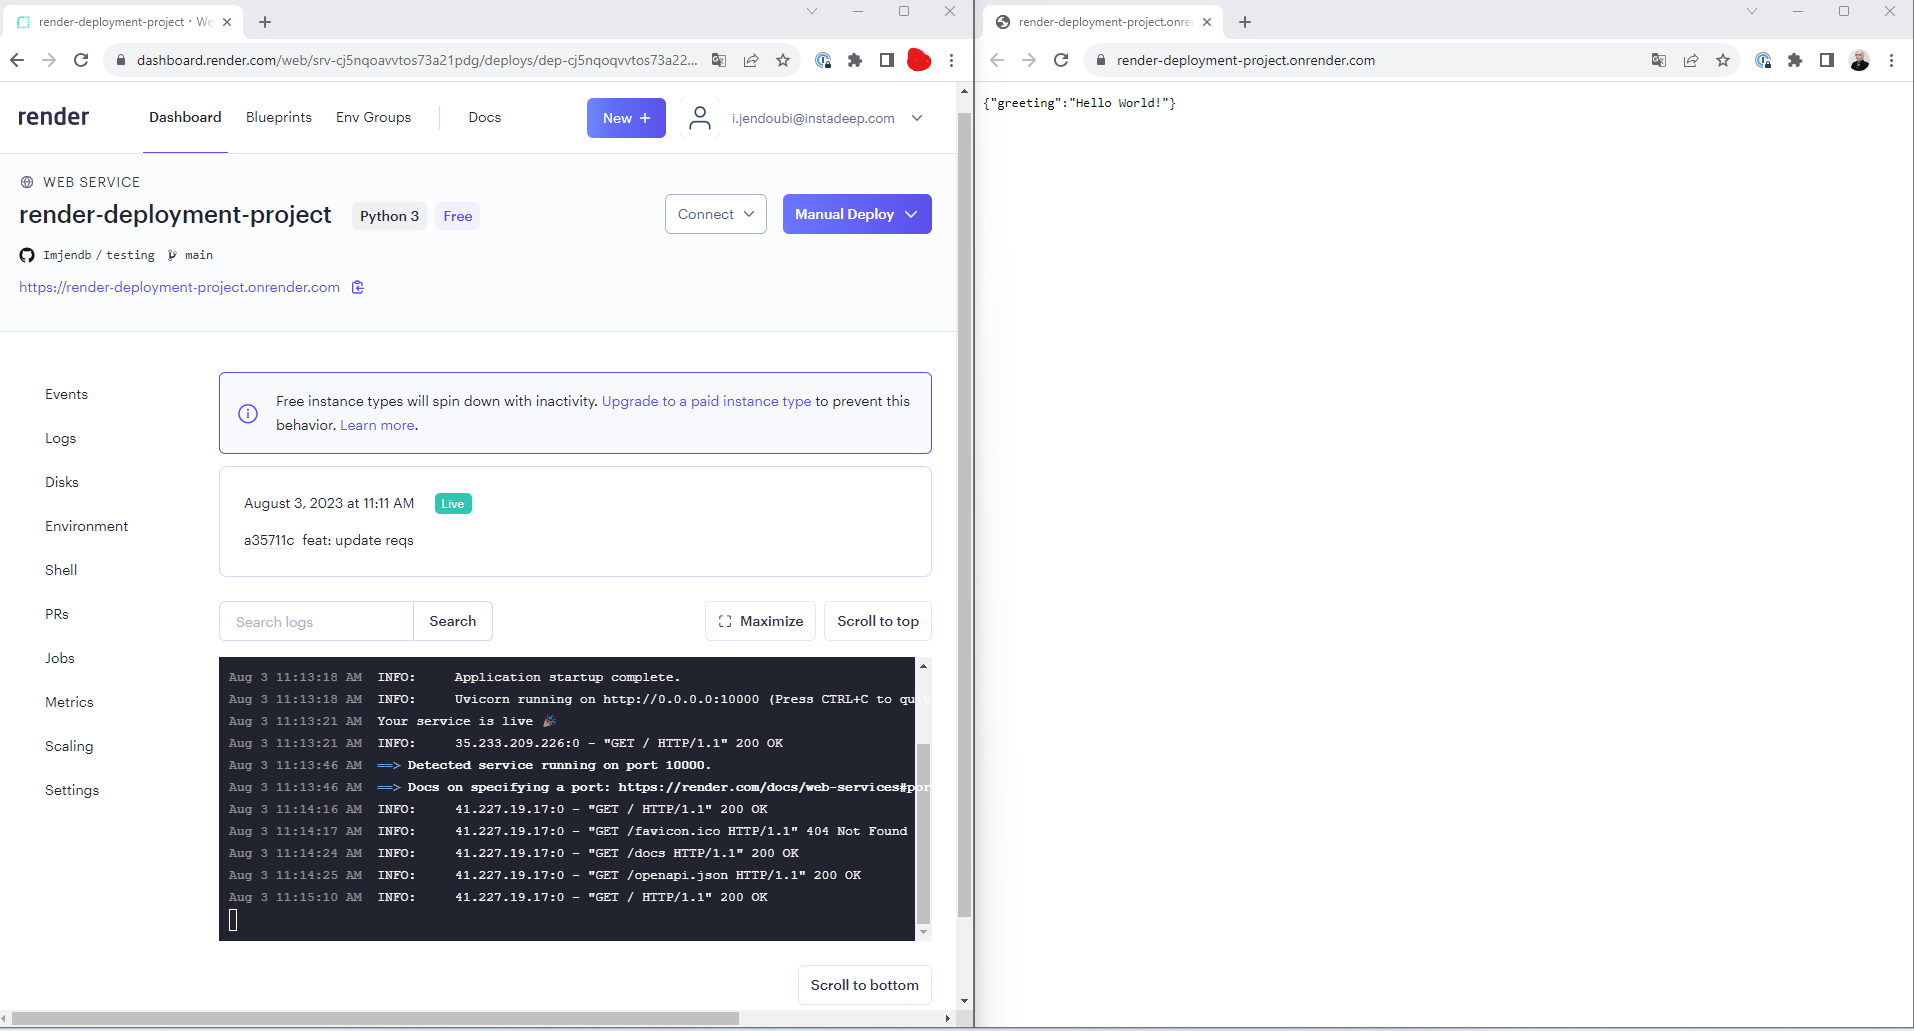 render-deployment-project · We
dashboard.render.com/web/srv-cj5nqoavvtos73a21pdg/deploys/dep-cj5nqoqvvtos73a22...
render
Dashboard
Blueprints
Env Groups
Docs
New +
i.jendoubi@instadeep.com
WEB SERVICE
render-deployment-project
Python 3
Free
Connect
Manual Deploy
Imjendb / testing
main
https://render-deployment-project.onrender.com
Events
Logs
Disks
Environment
Shell
PRs
Jobs
Metrics
Scaling
Settings
Free instance types will spin down with inactivity. Upgrade to a paid instance type to prevent this
behavior. Learn more.
August 3, 2023 at 11:11 AM
Live
a35711c feat: update reqs
Search logs
Search
Maximize
Scroll to top
Aug 3 11:13:18 AM INFO: Application startup complete.
Aug 3 11:13:18 AM INFO: Uvicorn running on http://0.0.0.0:10000 (Press CTRL+C to quit
Aug 3 11:13:21 AM Your service is live 🎉
Aug 3 11:13:21 AM INFO: 35.233.209.226:0 - "GET / HTTP/1.1" 200 OK
Aug 3 11:13:46 AM ==> Detected service running on port 10000.
Aug 3 11:13:46 AM ==> Docs on specifying a port: https://render.com/docs/web-services#por
Aug 3 11:14:16 AM INFO: 41.227.19.17:0 - "GET / HTTP/1.1" 200 OK
Aug 3 11:14:17 AM INFO: 41.227.19.17:0 - "GET /favicon.ico HTTP/1.1" 404 Not Found
Aug 3 11:14:24 AM INFO: 41.227.19.17:0 - "GET /docs HTTP/1.1" 200 OK
Aug 3 11:14:25 AM INFO: 41.227.19.17:0 - "GET /openapi.json HTTP/1.1" 200 OK
Aug 3 11:15:10 AM INFO: 41.227.19.17:0 - "GET / HTTP/1.1" 200 OK
Scroll to bottom
render-deployment-project.onre
render-deployment-project.onrender.com
{"greeting":"Hello World!"}